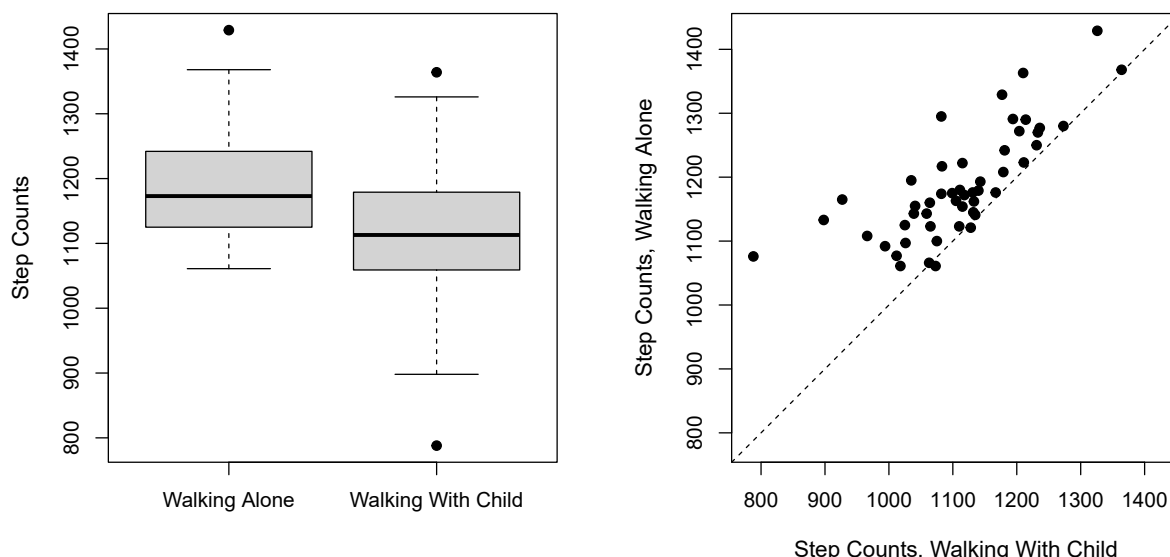 Step Counts
1400
1300
1200
1100
1000
900
800
Walking Alone
Walking With Child
Step Counts, Walking Alone
1400
1300
1200
1100
1000
900
800
800 900 1000 1100 1200 1300 1400
Step Counts, Walking With Child